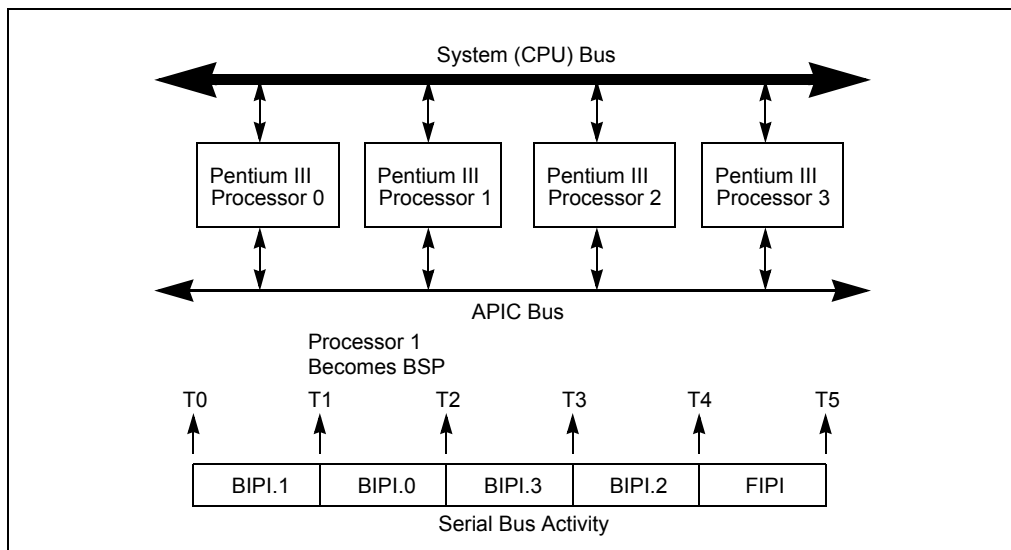 System (CPU) Bus
Pentium III
Processor 0
Pentium III
Processor 1
Pentium III
Processor 2
Pentium III
Processor 3
APIC Bus
Processor 1
Becomes BSP
T0 T1 T2 T3 T4 T5
BIPI.1 BIPI.0 BIPI.3 BIPI.2 FIPI
Serial Bus Activity